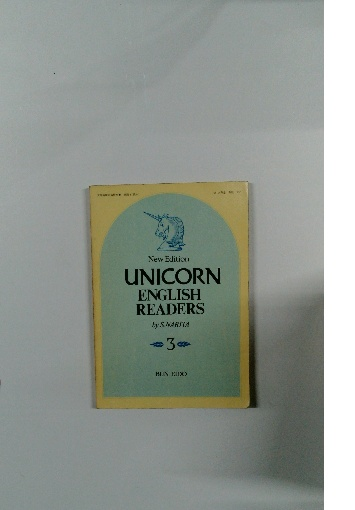 New Edition
UNICORN
ENGLISH
READERS
by S.NARITA
3
BUN-EIDO